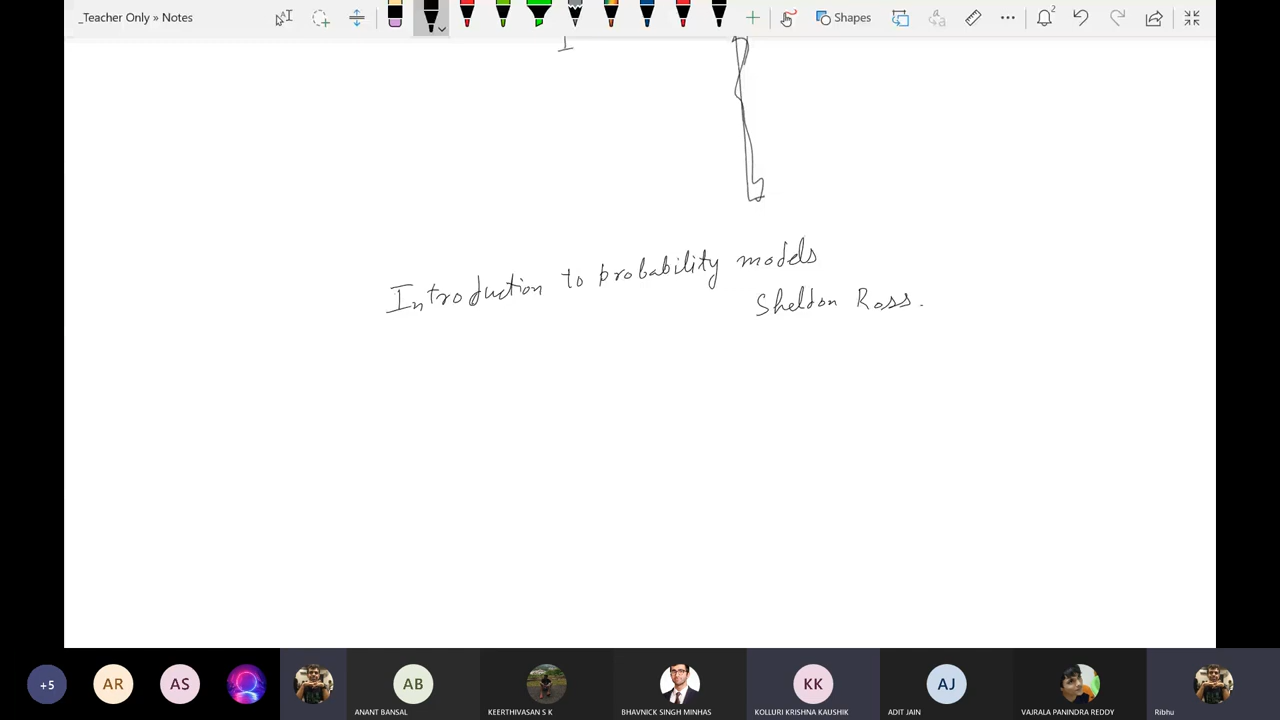 _Teacher Only » Notes
Shapes
2
I
Introduction to probability models
Sheldon Ross.
+5
AR
AS
AB
KK
AJ
ANANT BANSAL
KEERTHIVASAN S K
BHAVNICK SINGH MINHAS
KOLLURI KRISHNA KAUSHIK
ADIT JAIN
VAJRALA PANINDRA REDDY
Ribhu